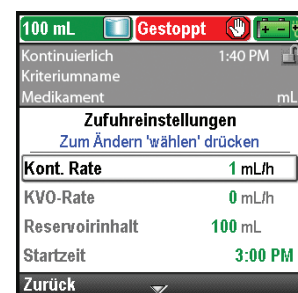 100 mL Gestoppt
Kontinuierlich 1:40 PM
Kriteriumname
Medikament mL
Zufuhreinstellungen
Zum Ändern 'wählen' drücken
Kont. Rate 1 mL/h
KVO-Rate 0 mL/h
Reservoirinhalt 100 mL
Startzeit 3:00 PM
Zurück